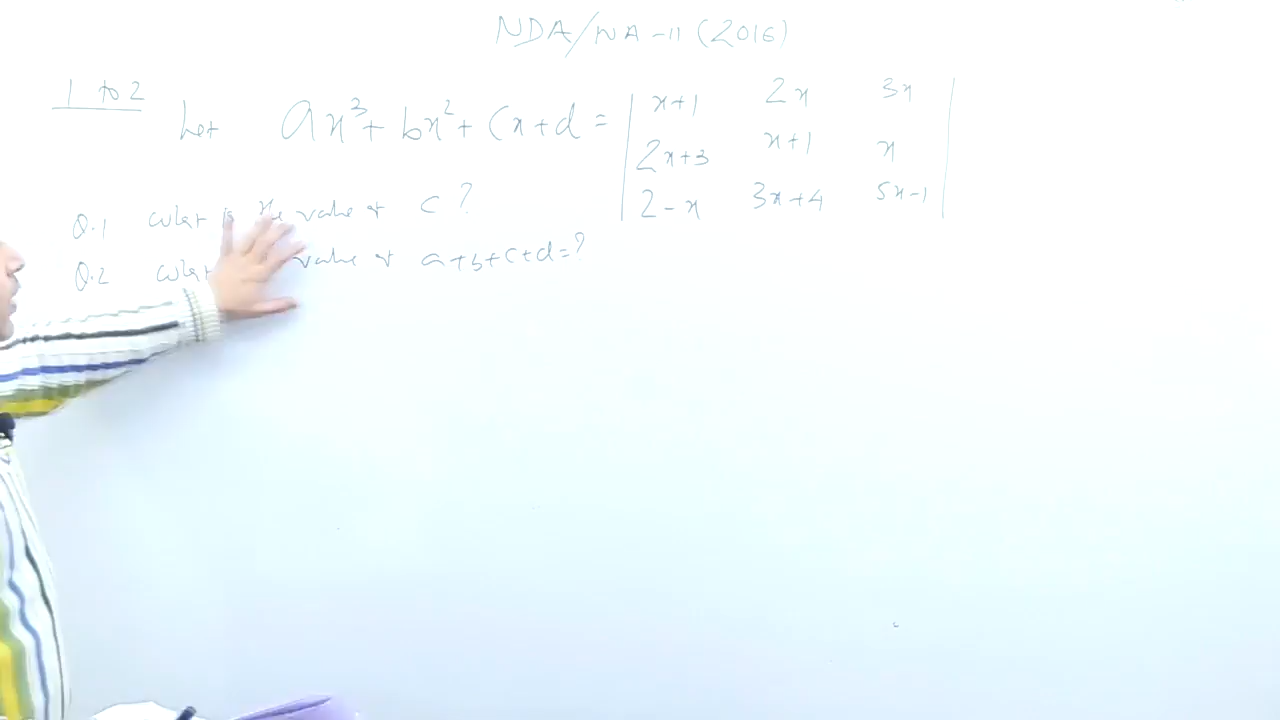 NDA/NA-II (2016)
1 to 2
Let ax³ + bx² + cx + d = | x+1 2x 3x |
| 2x+3 x+1 x |
| 2-x 3x+4 5x-1 |
Q.1 What is the value of c ?
Q.2 What value of a+b+c+d=?